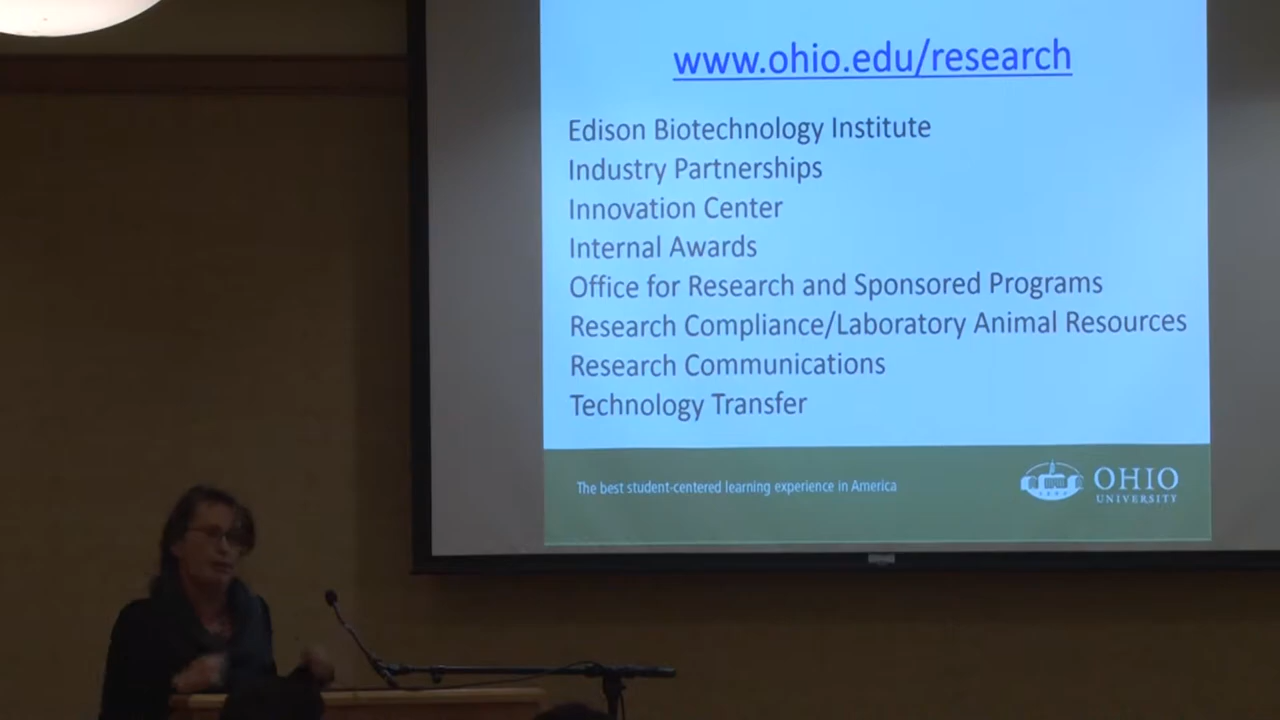 www.ohio.edu/research
Edison Biotechnology Institute
Industry Partnerships
Innovation Center
Internal Awards
Office for Research and Sponsored Programs
Research Compliance/Laboratory Animal Resources
Research Communications
Technology Transfer
The best student-centered learning experience in America
OHIO
UNIVERSITY